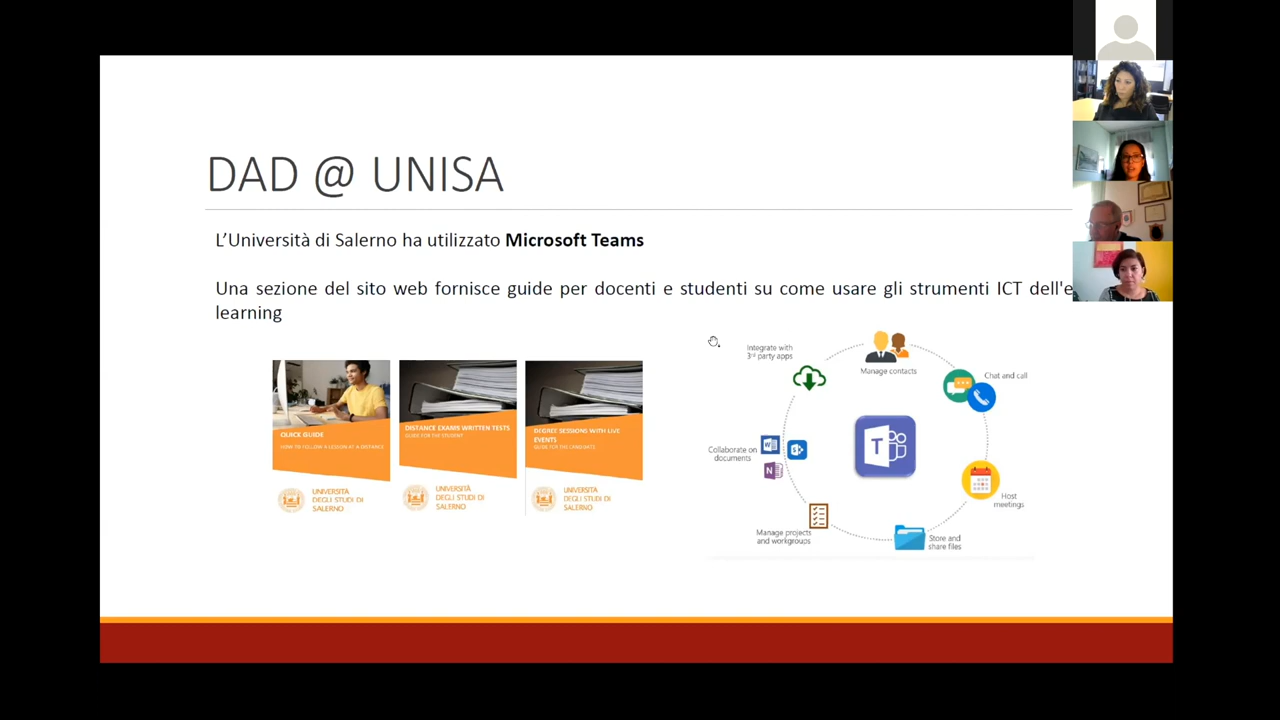 DAD @ UNISA
L’Università di Salerno ha utilizzato Microsoft Teams
Una sezione del sito web fornisce guide per docenti e studenti su come usare gli strumenti ICT dell'e
learning
QUICK GUIDE
HOW TO FOLLOW A LESSON AT A DISTANCE
UNIVERSITÀ
DEGLI STUDI DI
SALERNO
DISTANCE EXAMS WRITTEN TESTS
GUIDE FOR THE STUDENT
UNIVERSITÀ
DEGLI STUDI DI
SALERNO
DEGREE SESSIONS WITH LIVE
EVENTS
GUIDE FOR THE CANDIDATE
UNIVERSITÀ
DEGLI STUDI DI
SALERNO
Integrate with
3rd party apps
Manage contacts
Chat and call
Collaborate on
documents
W
N
T
Host
meetings
Manage projects
and workgroups
Store and
share files